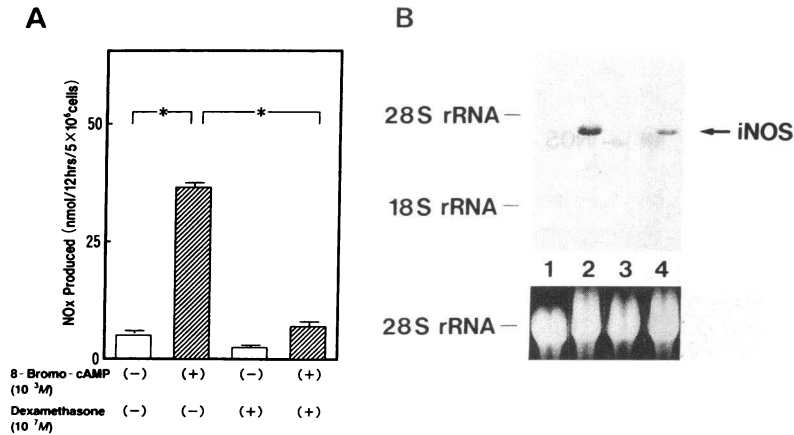 A
B
NOx Produced (nmol/12hrs/5×10⁶cells)
50
25
0
*
*
8-Bromo-cAMP (−) (+) (−) (+)
(10⁻³M)
Dexamethasone (−) (−) (+) (+)
(10⁻⁷M)
28S rRNA
iNOS
18S rRNA
1 2 3 4
28S rRNA